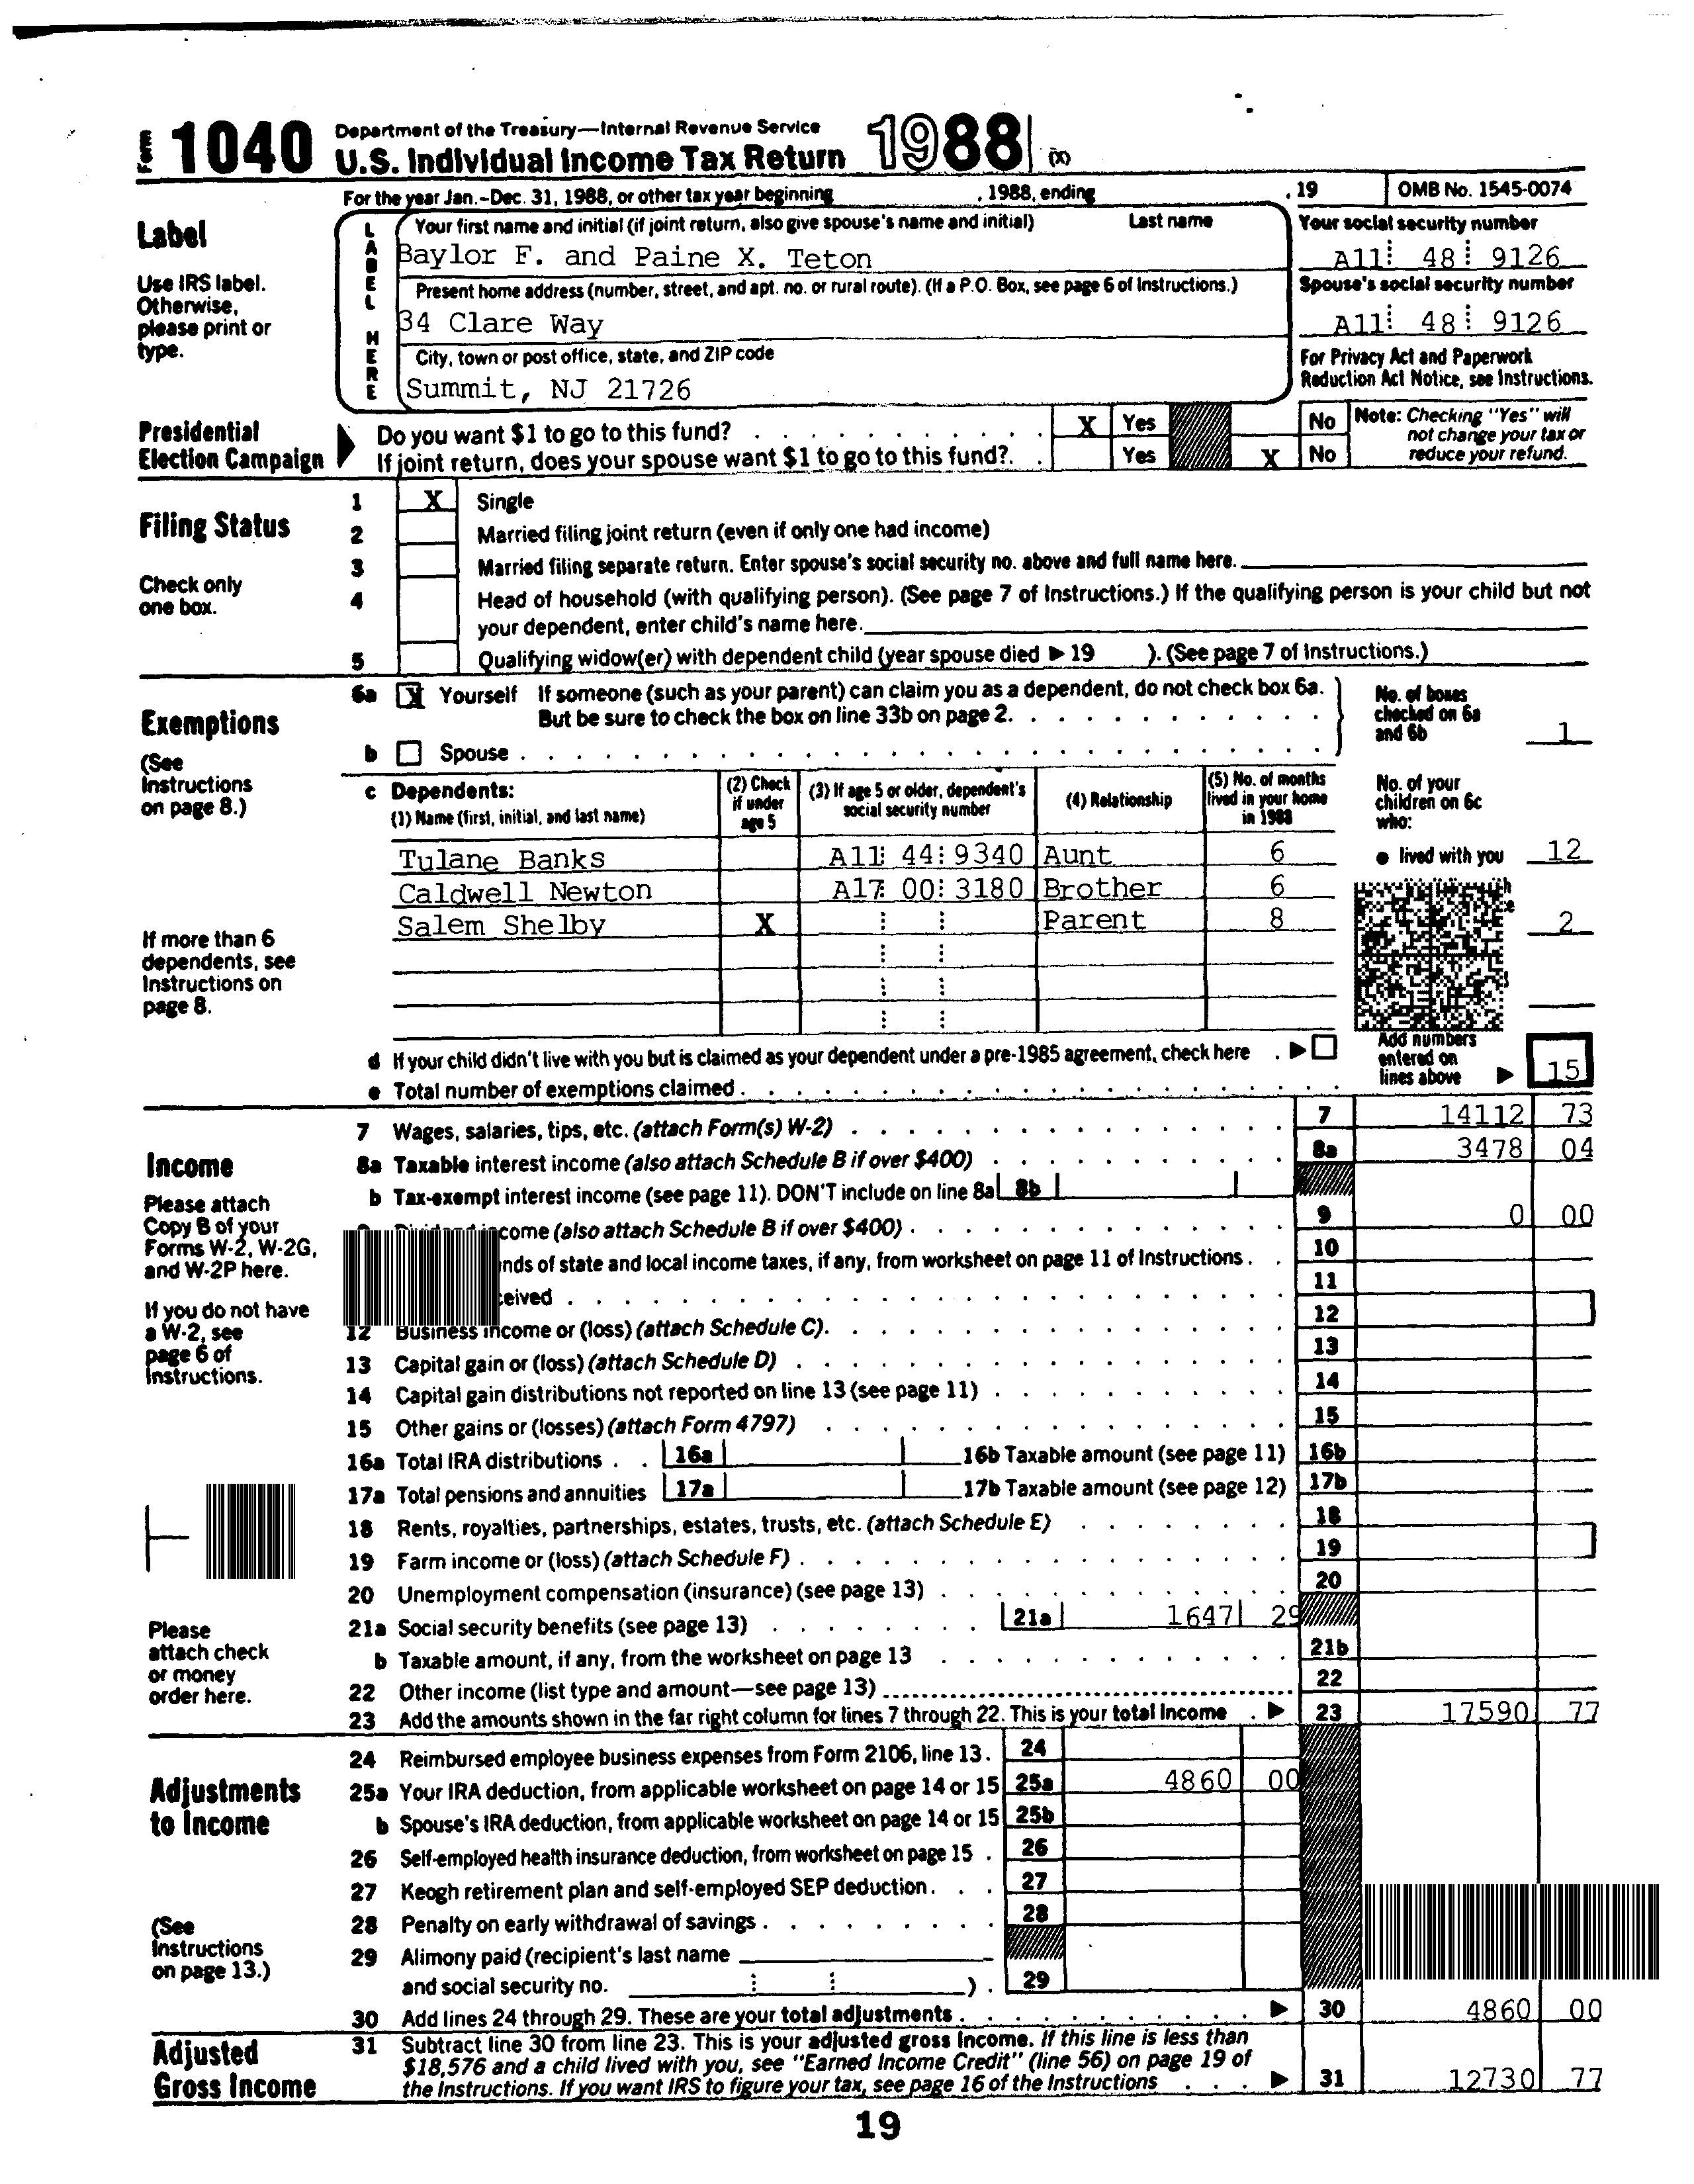 Form 1040 Department of the Treasury—Internal Revenue Service
U.S. Individual Income Tax Return 1988 (X)
For the year Jan.–Dec. 31, 1988, or other tax year beginning , 1988, ending , 19 OMB No. 1545-0074
Label
Use IRS label.
Otherwise,
please print or
type.
LABEL HERE
Your first name and initial (if joint return, also give spouse's name and initial) Last name
Baylor F. and Paine X. Teton
Present home address (number, street, and apt. no. or rural route). (If a P.O. Box, see page 6 of Instructions.)
34 Clare Way
City, town or post office, state, and ZIP code
Summit, NJ 21726
Your social security number
A11 48 9126
Spouse's social security number
A11 48 9126
For Privacy Act and Paperwork
Reduction Act Notice, see Instructions.
Presidential
Election Campaign
Do you want $1 to go to this fund? X Yes No
If joint return, does your spouse want $1 to go to this fund? Yes X No
Note: Checking "Yes" will
not change your tax or
reduce your refund.
Filing Status
Check only
one box.
1 X Single
2 Married filing joint return (even if only one had income)
3 Married filing separate return. Enter spouse's social security no. above and full name here.
4 Head of household (with qualifying person). (See page 7 of Instructions.) If the qualifying person is your child but not
your dependent, enter child's name here.
5 Qualifying widow(er) with dependent child (year spouse died ▶ 19 ). (See page 7 of Instructions.)
Exemptions
(See
Instructions
on page 8.)
6a X Yourself If someone (such as your parent) can claim you as a dependent, do not check box 6a.
But be sure to check the box on line 33b on page 2.
b Spouse
No. of boxes
checked on 6a
and 6b 1
c Dependents:
(1) Name (first, initial, and last name)
(2) Check
if under
age 5
(3) If age 5 or older, dependent's
social security number
(4) Relationship
(5) No. of months
lived in your home
in 1988
No. of your
children on 6c
who:
● lived with you 12
Tulane Banks A11 44 9340 Aunt 6
Caldwell Newton A17 00 3180 Brother 6
Salem Shelby X Parent 8
2
If more than 6
dependents, see
Instructions on
page 8.
d If your child didn't live with you but is claimed as your dependent under a pre-1985 agreement, check here ▶
e Total number of exemptions claimed
Add numbers
entered on
lines above ▶ 15
Income
Please attach
Copy B of your
Forms W-2, W-2G,
and W-2P here.
If you do not have
a W-2, see
page 6 of
Instructions.
7 Wages, salaries, tips, etc. (attach Form(s) W-2) 7 14112 73
8a Taxable interest income (also attach Schedule B if over $400) 8a 3478 04
b Tax-exempt interest income (see page 11). DON'T include on line 8a 8b
come (also attach Schedule B if over $400) 9 0 00
nds of state and local income taxes, if any, from worksheet on page 11 of Instructions 10
ceived 11
12 Business income or (loss) (attach Schedule C) 12
13 Capital gain or (loss) (attach Schedule D) 13
14 Capital gain distributions not reported on line 13 (see page 11) 14
15 Other gains or (losses) (attach Form 4797) 15
16a Total IRA distributions 16a 16b Taxable amount (see page 11) 16b
17a Total pensions and annuities 17a 17b Taxable amount (see page 12) 17b
18 Rents, royalties, partnerships, estates, trusts, etc. (attach Schedule E) 18
19 Farm income or (loss) (attach Schedule F) 19
20 Unemployment compensation (insurance) (see page 13) 20
21a Social security benefits (see page 13) 21a 1647 29
b Taxable amount, if any, from the worksheet on page 13 21b
22 Other income (list type and amount—see page 13) 22
23 Add the amounts shown in the far right column for lines 7 through 22. This is your total income ▶ 23 17590 77
Please
attach check
or money
order here.
Adjustments
to Income
(See
Instructions
on page 13.)
24 Reimbursed employee business expenses from Form 2106, line 13. 24
25a Your IRA deduction, from applicable worksheet on page 14 or 15 25a 4860 00
b Spouse's IRA deduction, from applicable worksheet on page 14 or 15 25b
26 Self-employed health insurance deduction, from worksheet on page 15 26
27 Keogh retirement plan and self-employed SEP deduction 27
28 Penalty on early withdrawal of savings 28
29 Alimony paid (recipient's last name
and social security no. ) 29
30 Add lines 24 through 29. These are your total adjustments ▶ 30 4860 00
Adjusted
Gross Income
31 Subtract line 30 from line 23. This is your adjusted gross income. If this line is less than
$18,576 and a child lived with you, see "Earned Income Credit" (line 56) on page 19 of
the Instructions. If you want IRS to figure your tax, see page 16 of the Instructions ▶ 31 12730 77
19